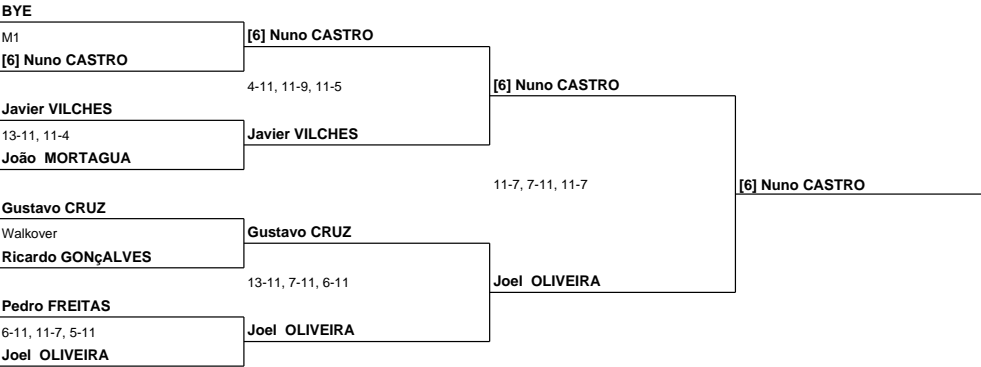 BYE
M1
[6] Nuno CASTRO
Javier VILCHES
13-11, 11-4
João MORTAGUA
Gustavo CRUZ
Walkover
Ricardo GONçALVES
Pedro FREITAS
6-11, 11-7, 5-11
Joel OLIVEIRA
[6] Nuno CASTRO
4-11, 11-9, 11-5
Javier VILCHES
Gustavo CRUZ
13-11, 7-11, 6-11
Joel OLIVEIRA
[6] Nuno CASTRO
11-7, 7-11, 11-7
Joel OLIVEIRA
[6] Nuno CASTRO